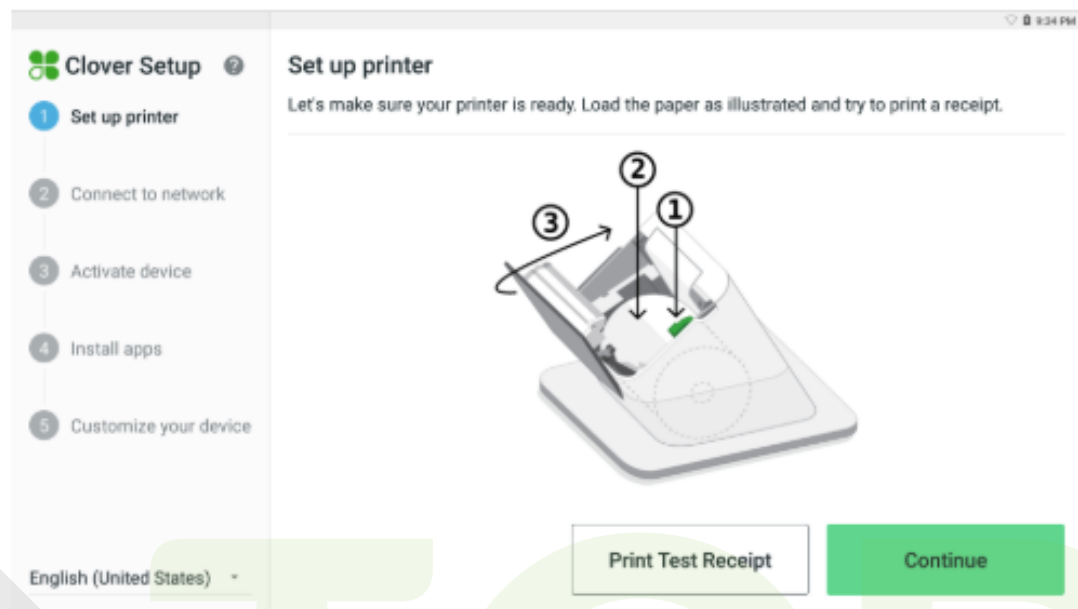 9:34 PM
Clover Setup ?
Set up printer
Let's make sure your printer is ready. Load the paper as illustrated and try to print a receipt.
1 Set up printer
2 Connect to network
3 Activate device
4 Install apps
5 Customize your device
2
1
3
Print Test Receipt
Continue
English (United States)